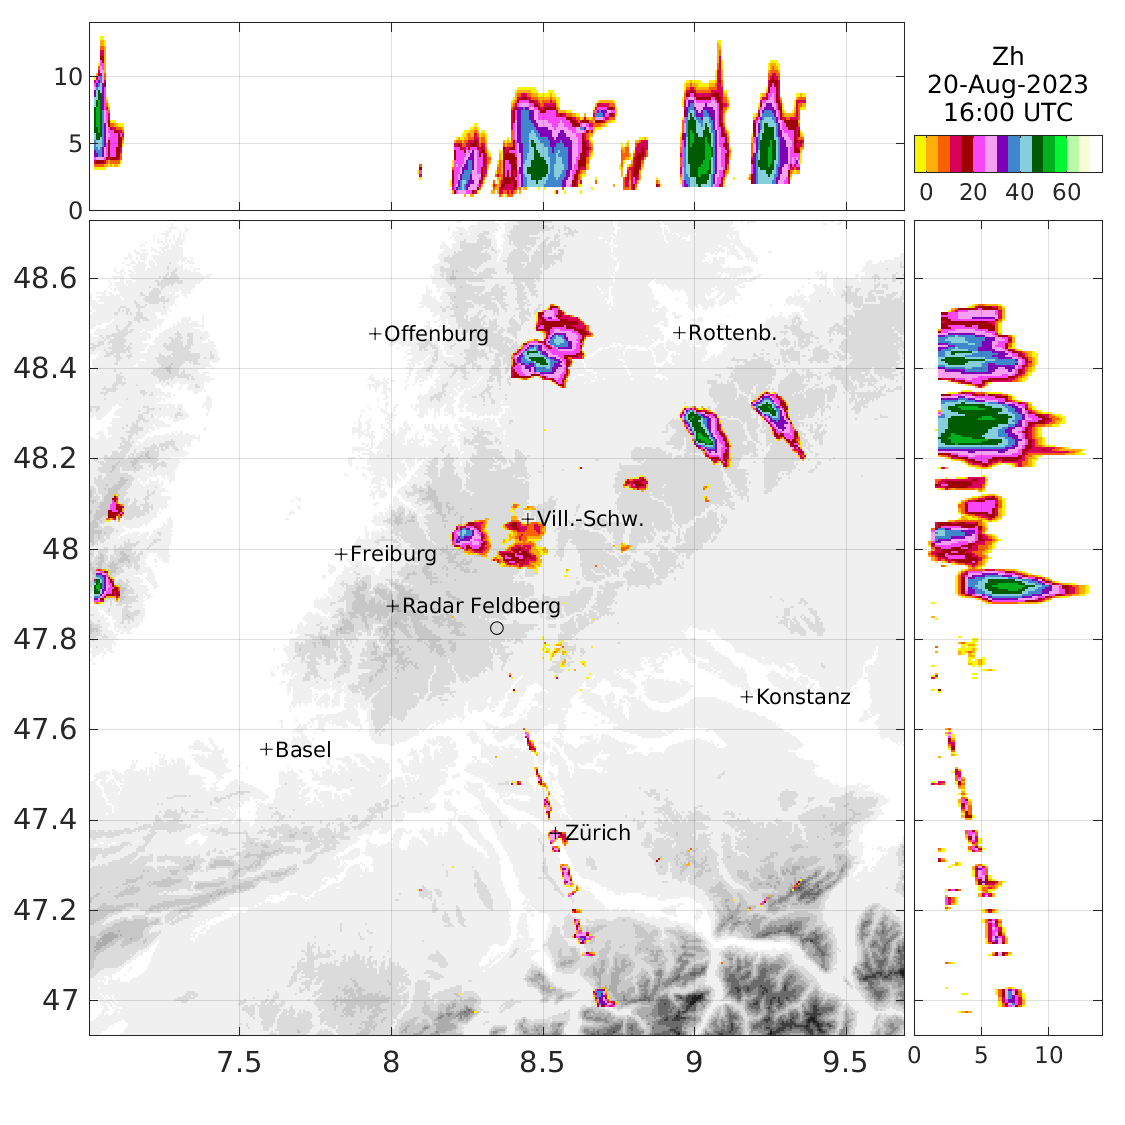 Zh
20-Aug-2023
16:00 UTC
0 20 40 60
10
5
0
48.6
48.4
48.2
48
47.8
47.6
47.4
47.2
47
Offenburg
Rottenb.
Vill.-Schw.
Freiburg
Radar Feldberg
Konstanz
Basel
Zürich
7.5 8 8.5 9 9.5
0 5 10